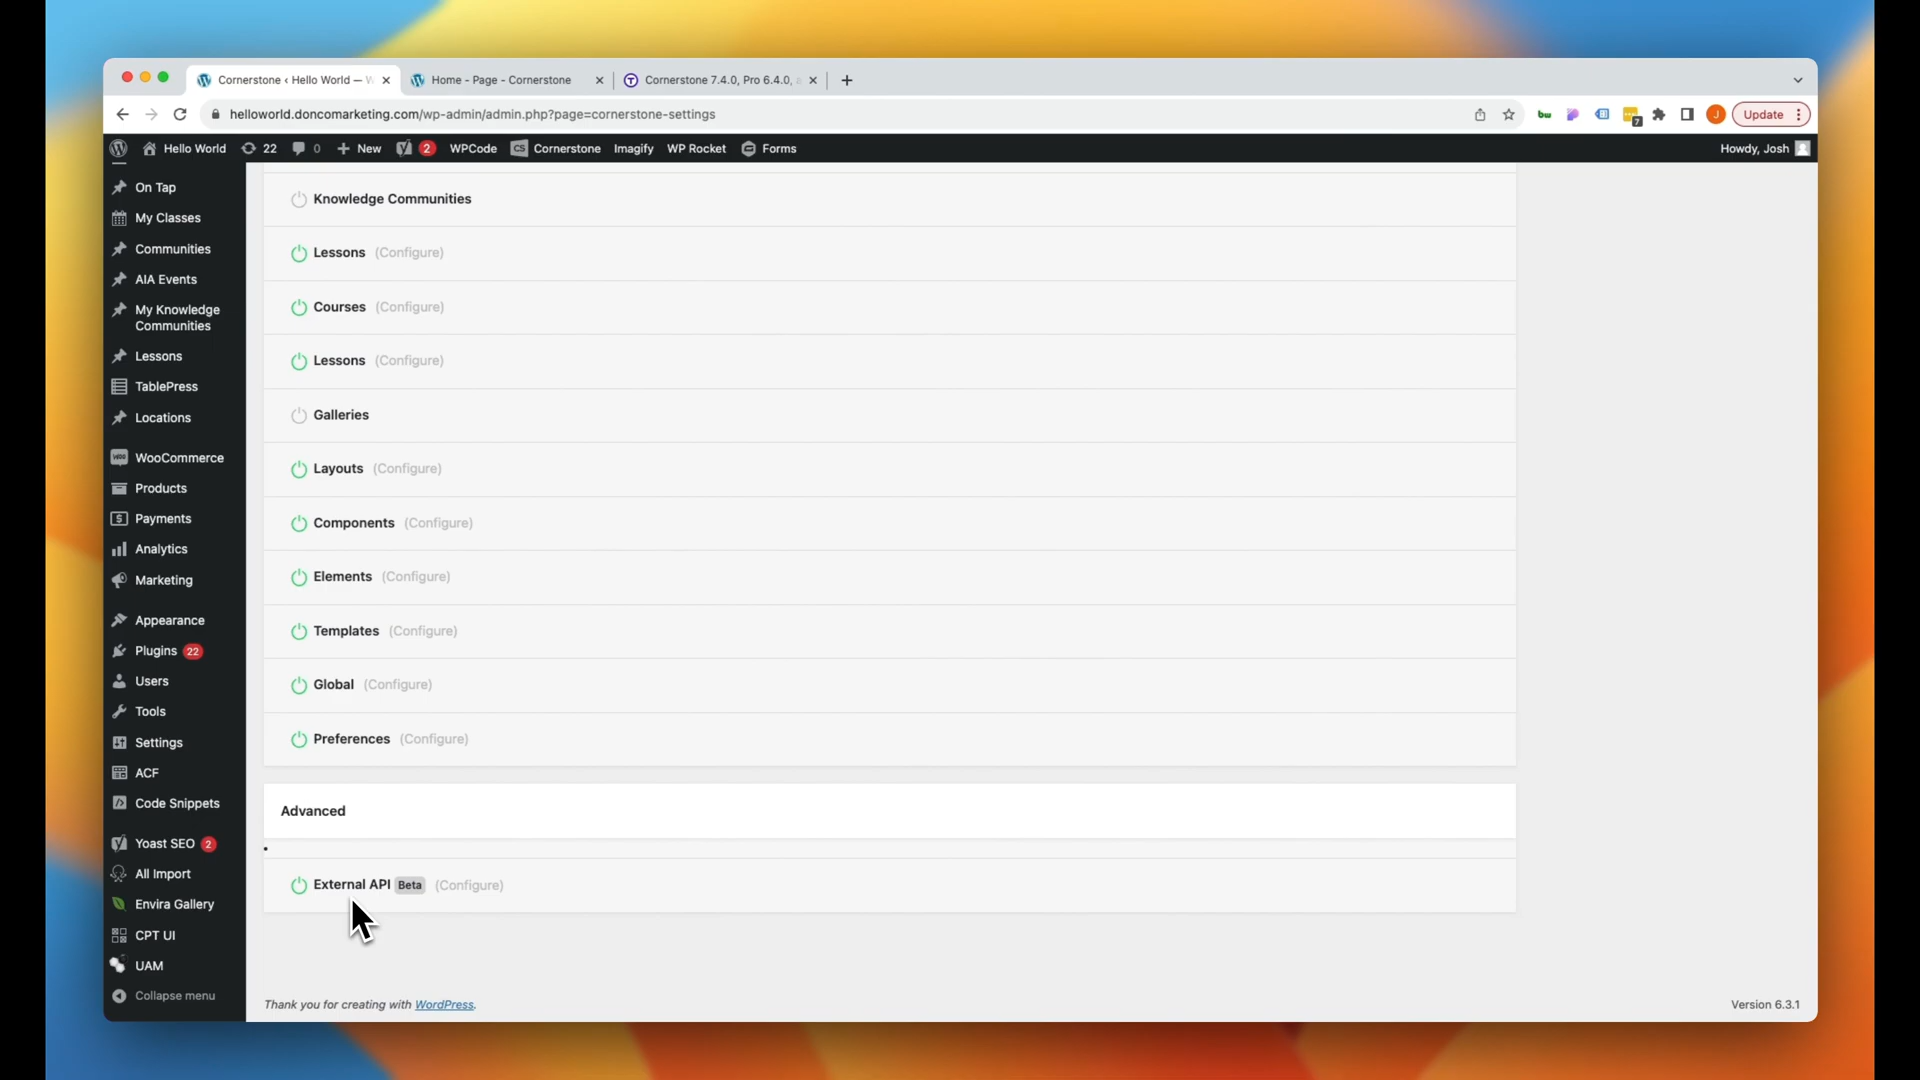 Cornerstone ‹ Hello World — W
Home - Page - Cornerstone
Cornerstone 7.4.0, Pro 6.4.0, a
helloworld.doncomarketing.com/wp-admin/admin.php?page=cornerstone-settings
bw
7
J
Update
Hello World
22
0
New
2
WPCode
CS
Cornerstone
Imagify
WP Rocket
Forms
Howdy, Josh
On Tap
My Classes
Communities
AIA Events
My Knowledge
Communities
Lessons
TablePress
Locations
WooCommerce
Products
Payments
Analytics
Marketing
Appearance
Plugins 22
Users
Tools
Settings
ACF
Code Snippets
Yoast SEO 2
All Import
Envira Gallery
CPT UI
UAM
Collapse menu
Knowledge Communities
Lessons (Configure)
Courses (Configure)
Lessons (Configure)
Galleries
Layouts (Configure)
Components (Configure)
Elements (Configure)
Templates (Configure)
Global (Configure)
Preferences (Configure)
Advanced
External API Beta (Configure)
Thank you for creating with WordPress.
Version 6.3.1